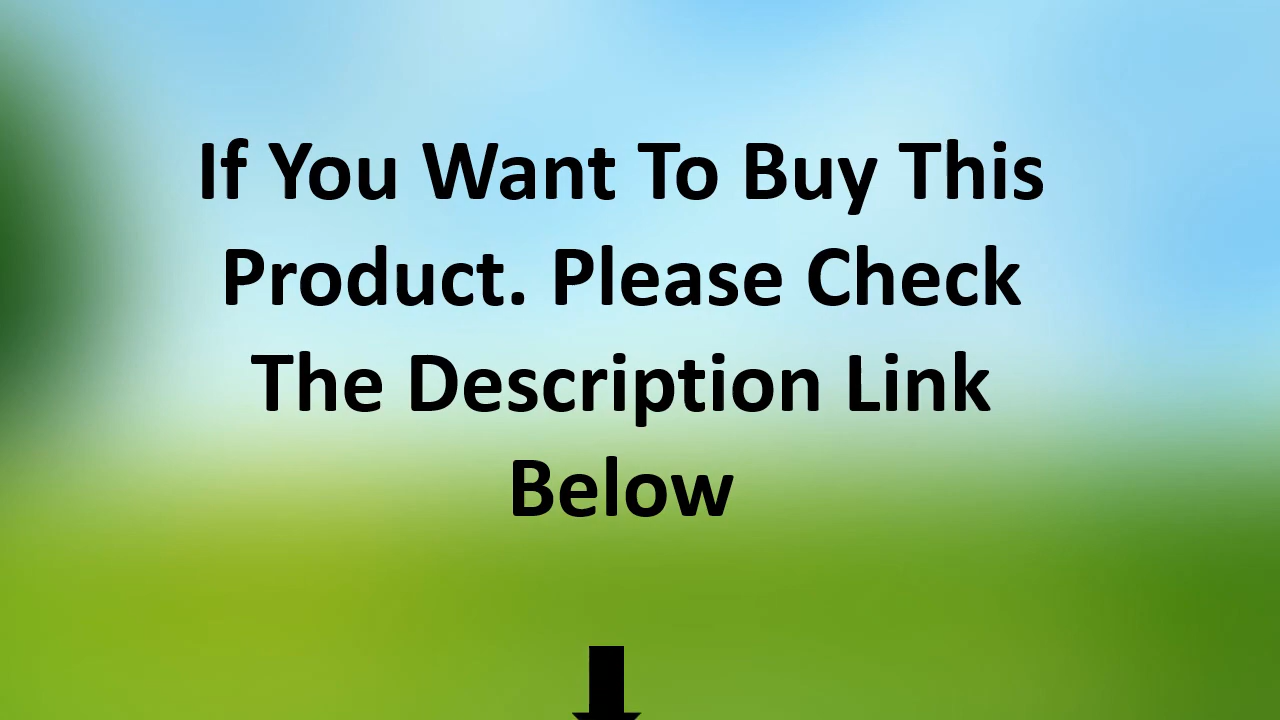 If You Want To Buy This
Product. Please Check
The Description Link
Below